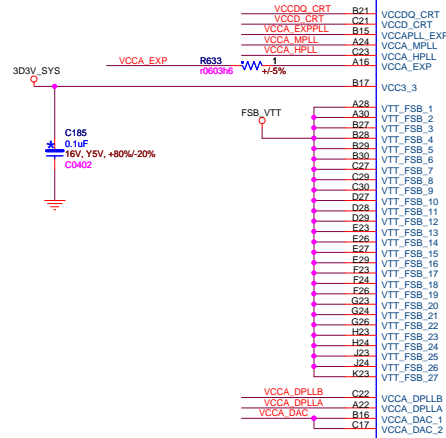 VCCDQ_CRT B21 VCCDQ_CRT
VCCD_CRT C21 VCCD_CRT
VCCA_EXPPLL B15 VCCAPLL_EXP
VCCA_MPLL A24 VCCA_MPLL
VCCA_HPLL C23 VCCA_HPLL
VCCA_EXP R633 1 A16 VCCA_EXP
r0603h6 +/-5%
3D3V_SYS
B17 VCC3_3
FSB_VTT
C185
0.1uF
16V, Y5V, +80%/-20%
C0402
A28 VTT_FSB_1
A30 VTT_FSB_2
B27 VTT_FSB_3
B28 VTT_FSB_4
B29 VTT_FSB_5
B30 VTT_FSB_6
C27 VTT_FSB_7
C29 VTT_FSB_8
C30 VTT_FSB_9
D27 VTT_FSB_10
D28 VTT_FSB_11
D29 VTT_FSB_12
E23 VTT_FSB_13
E26 VTT_FSB_14
E27 VTT_FSB_15
E29 VTT_FSB_16
F23 VTT_FSB_17
F24 VTT_FSB_18
F26 VTT_FSB_19
G23 VTT_FSB_20
G24 VTT_FSB_21
G26 VTT_FSB_22
H23 VTT_FSB_23
H24 VTT_FSB_24
J23 VTT_FSB_25
J24 VTT_FSB_26
K23 VTT_FSB_27
VCCA_DPLLB C22 VCCA_DPLLB
VCCA_DPLLA A22 VCCA_DPLLA
VCCA_DAC B16 VCCA_DAC_1
C17 VCCA_DAC_2